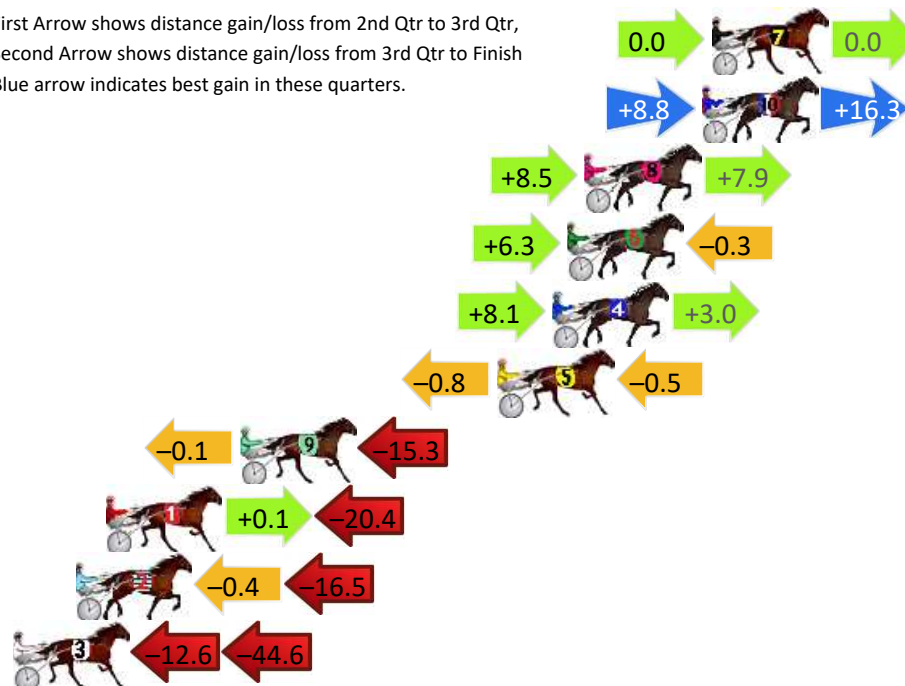 irst Arrow shows distance gain/loss from 2nd Qtr to 3rd Qtr,
econd Arrow shows distance gain/loss from 3rd Qtr to Finish
lue arrow indicates best gain in these quarters.
0.0 7 0.0
+8.8 10 +16.3
+8.5 8 +7.9
+6.3 –0.3
+8.1 4 +3.0
–0.8 5 –0.5
–0.1 9 –15.3
1 +0.1 –20.4
2 –0.4 –16.5
3 –12.6 –44.6